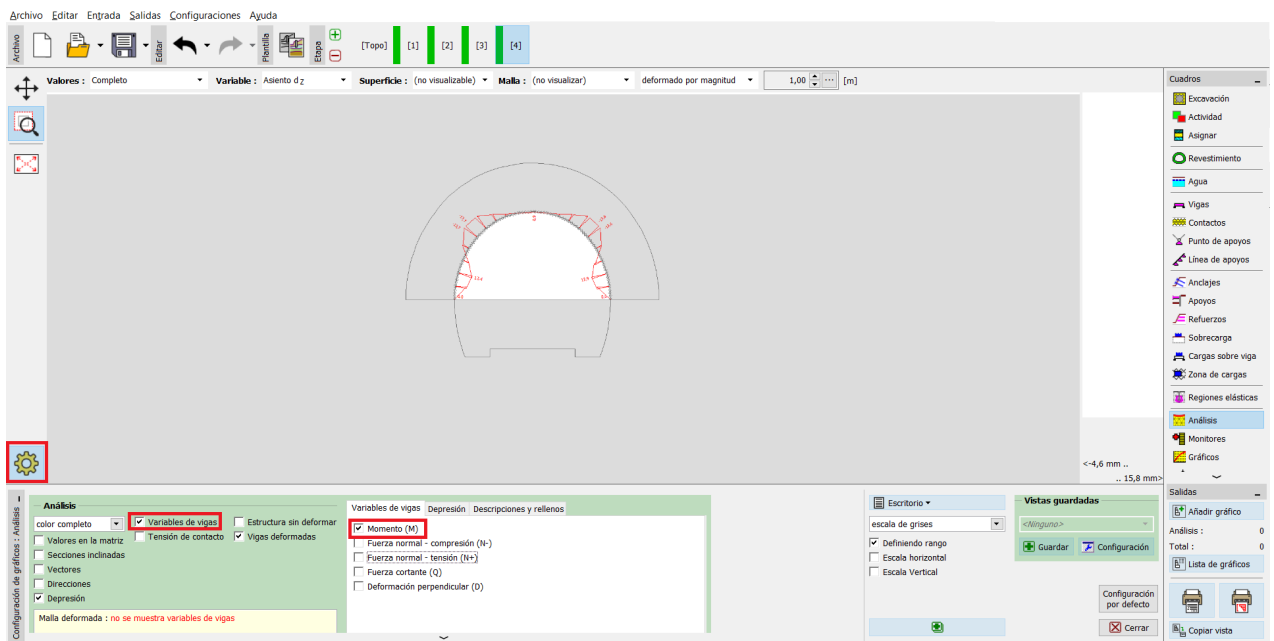 Archivo Editar Entrada Salidas Configuraciones Ayuda
Archivo
Editar
Plantilla
Etapa
[Topo] [1] [2] [3] [4]
Valores : Completo Variable : Asiento d z Superficie : (no visualizable) Malla : (no visualizar) deformado por magnitud 1,00 ... [m]
Cuadros
Excavación
Actividad
Asignar
Revestimiento
Agua
Vigas
Contactos
Punto de apoyos
Línea de apoyos
Anclajes
Apoyos
Refuerzos
Sobrecarga
Cargas sobre viga
Zona de cargas
Regiones elásticas
Análisis
Monitores
Gráficos
<-4,6 mm ..
.. 15,8 mm>
Configuración de gráficos : Análisis
Análisis
color completo
Variables de vigas
Estructura sin deformar
Valores en la matriz
Tensión de contacto
Vigas deformadas
Secciones inclinadas
Vectores
Direcciones
Depresión
Malla deformada : no se muestra variables de vigas
Variables de vigas Depresión Descripciones y rellenos
Momento (M)
Fuerza normal - compresión (N-)
Fuerza normal - tensión (N+)
Fuerza cortante (Q)
Deformación perpendicular (D)
Escritorio
escala de grises
Definiendo rango
Escala horizontal
Escala Vertical
Vistas guardadas
<Ninguno>
Guardar Configuración
Configuración
por defecto
Cerrar
Salidas
Añadir gráfico
Análisis : 0
Total : 0
Lista de gráficos
Copiar vista